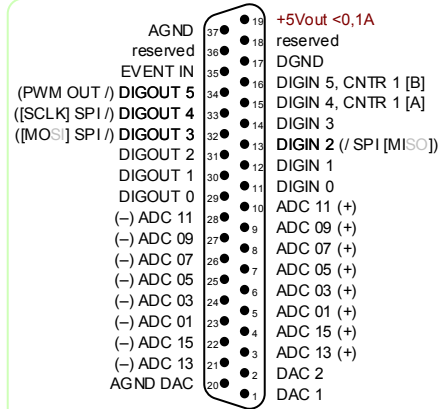 AGND 37 19 +5Vout <0,1A
reserved 36 18 reserved
EVENT IN 35 17 DGND
(PWM OUT /) DIGOUT 5 34 16 DIGIN 5, CNTR 1 [B]
([SCLK] SPI /) DIGOUT 4 33 15 DIGIN 4, CNTR 1 [A]
([MOSI] SPI /) DIGOUT 3 32 14 DIGIN 3
DIGOUT 2 31 13 DIGIN 2 (/ SPI [MISO])
DIGOUT 1 30 12 DIGIN 1
DIGOUT 0 29 11 DIGIN 0
(–) ADC 11 28 10 ADC 11 (+)
(–) ADC 09 27 9 ADC 09 (+)
(–) ADC 07 26 8 ADC 07 (+)
(–) ADC 05 25 7 ADC 05 (+)
(–) ADC 03 24 6 ADC 03 (+)
(–) ADC 01 23 5 ADC 01 (+)
(–) ADC 15 22 4 ADC 15 (+)
(–) ADC 13 21 3 ADC 13 (+)
AGND DAC 20 2 DAC 2
1 DAC 1